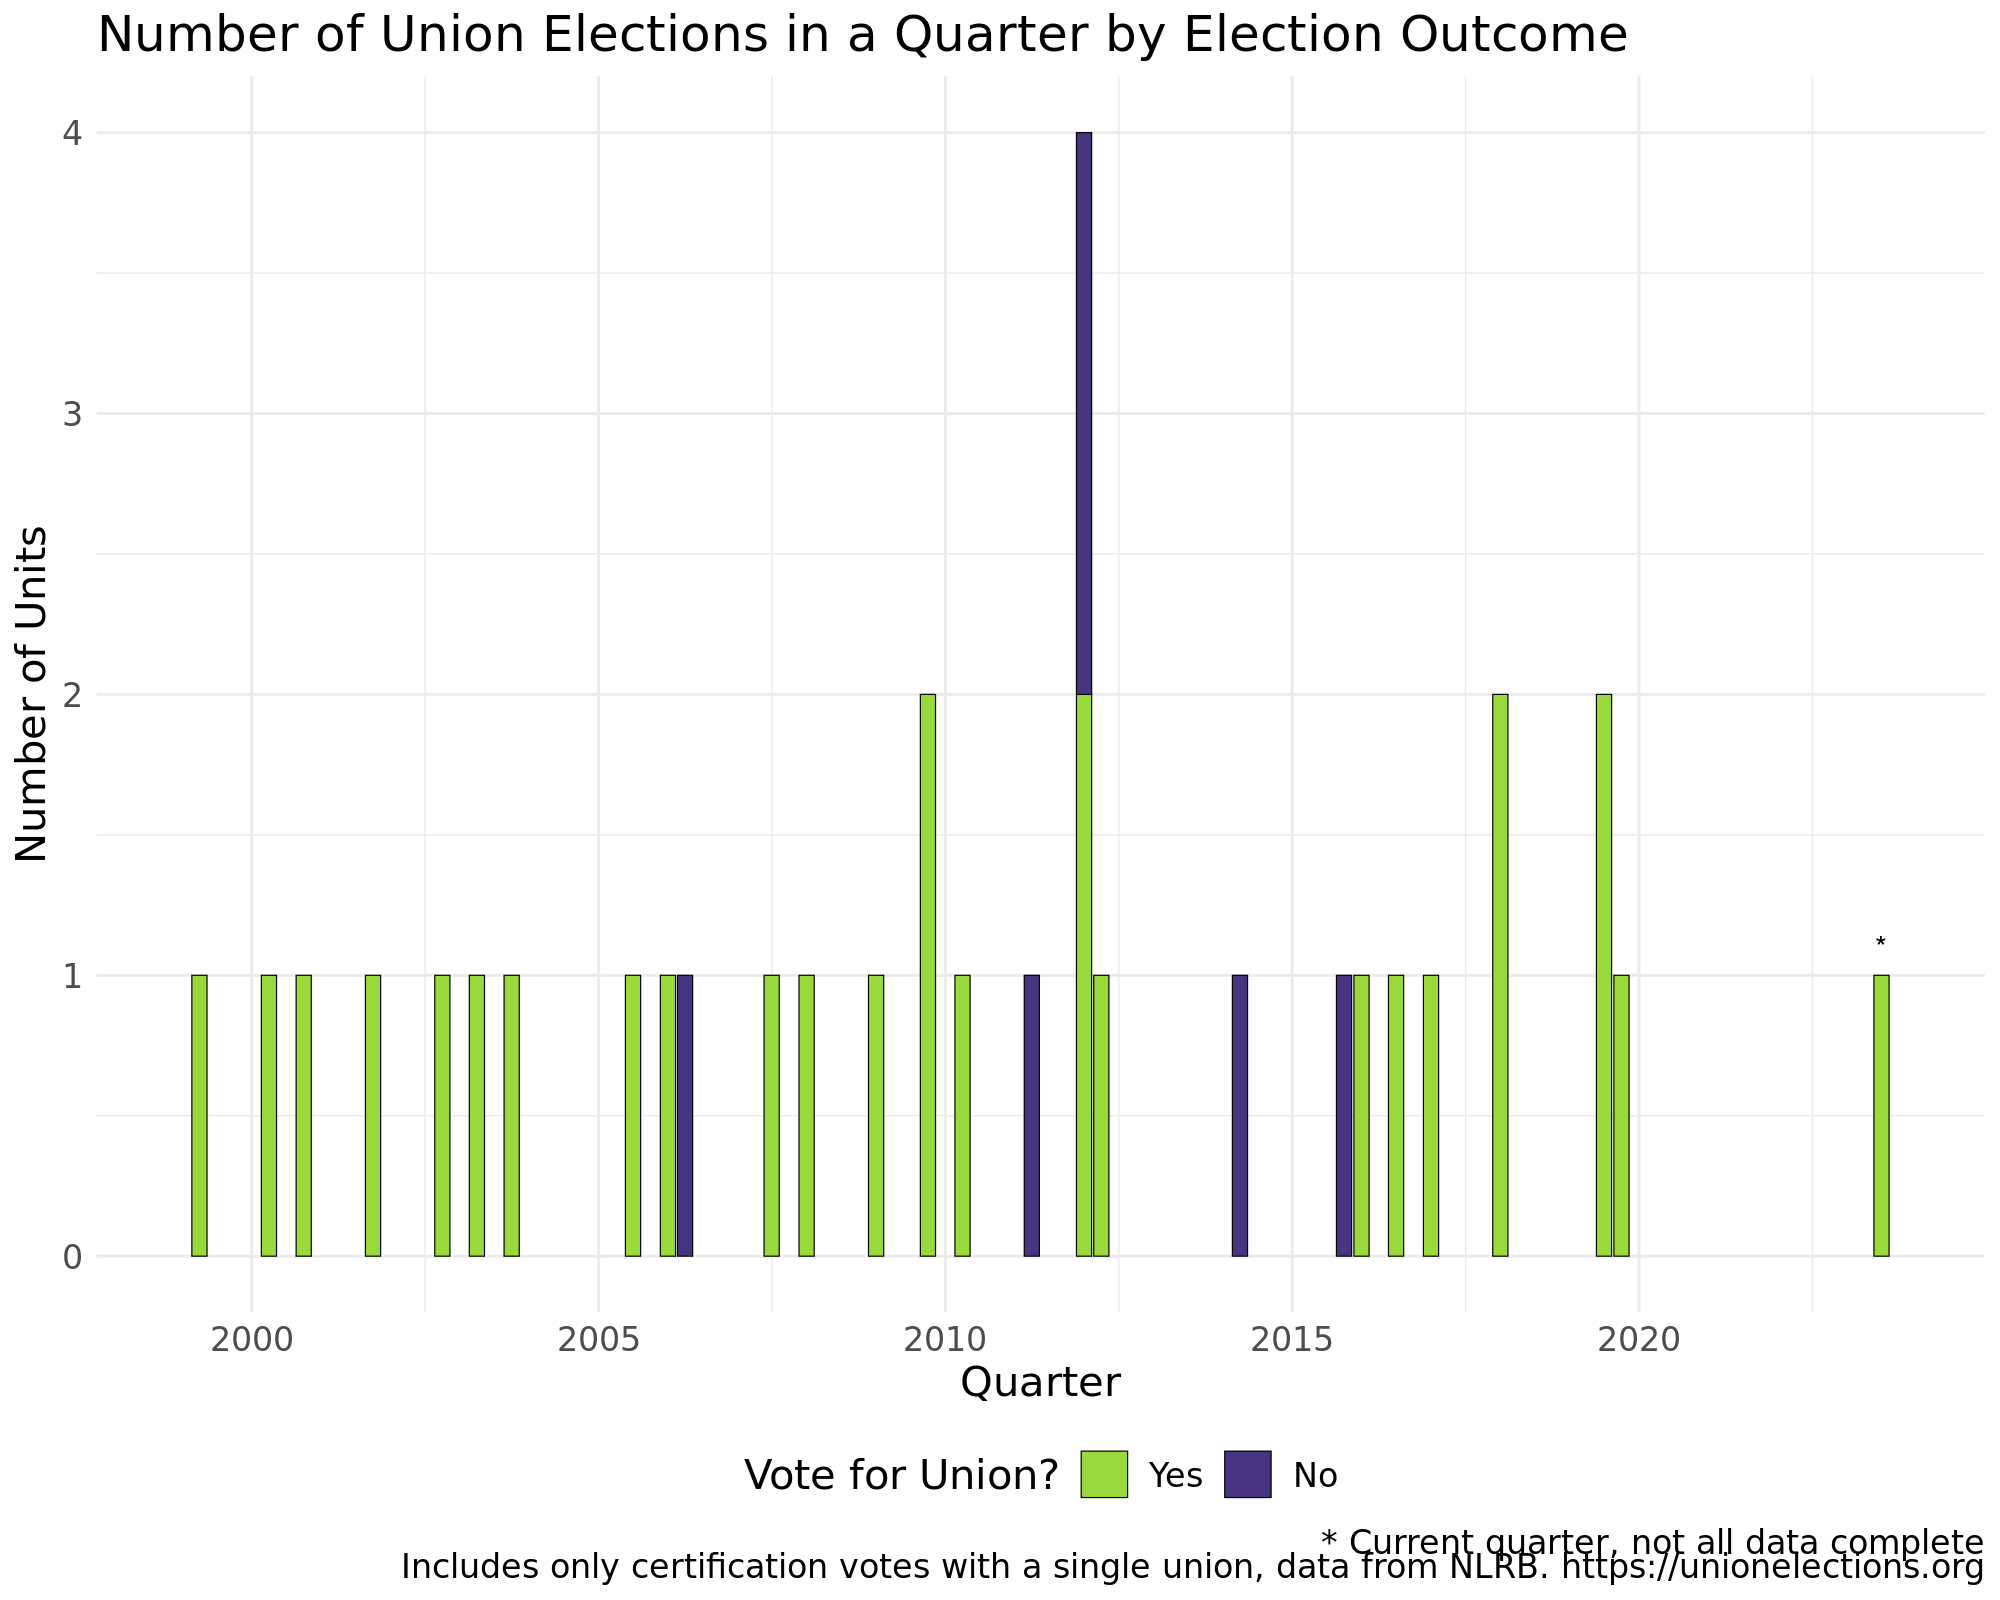 Number of Union Elections in a Quarter by Election Outcome
4
3
2
1
0
Number of Units
*
2000 2005 2010 2015 2020
Quarter
Vote for Union? Yes No
* Current quarter, not all data complete
Includes only certification votes with a single union, data from NLRB. https://unionelections.org